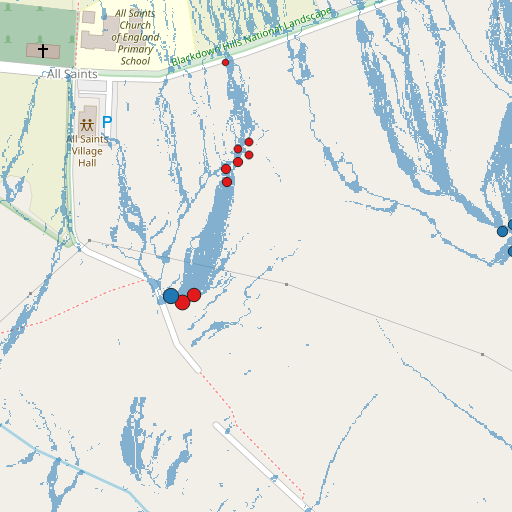 All Saints
Church
of England
Primary
School
Blackdown Hills National Landscape
All Saints
P
All Saints
Village
Hall